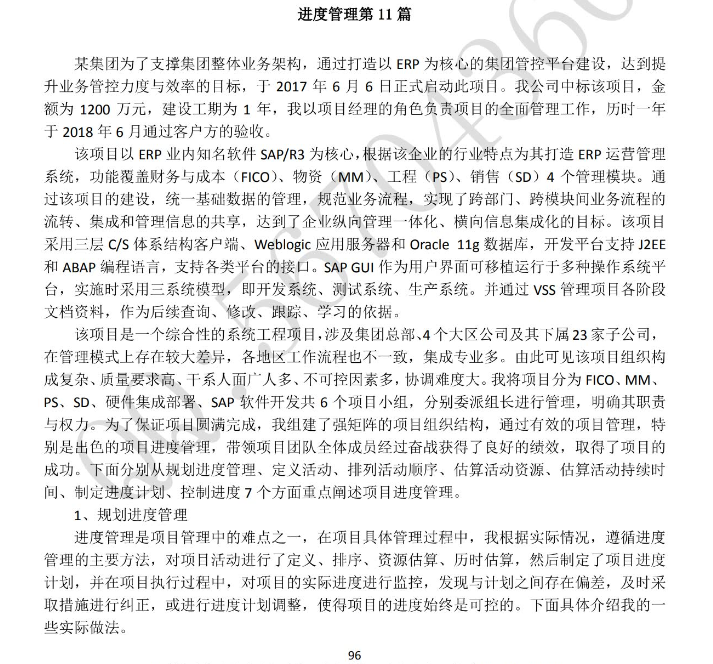 进度管理第 11 篇
某集团为了支撑集团整体业务架构，通过打造以 ERP 为核心的集团管控平台建设，达到提
升业务管控力度与效率的目标，于 2017 年 6 月 6 日正式启动此项目。我公司中标该项目，金
额为 1200 万元，建设工期为 1 年，我以项目经理的角色负责项目的全面管理工作，历时一年
于 2018 年 6 月通过客户方的验收。
该项目以 ERP 业内知名软件 SAP/R3 为核心，根据该企业的行业特点为其打造 ERP 运营管理
系统，功能覆盖财务与成本（FICO）、物资（MM）、工程（PS）、销售（SD）4 个管理模块。通
过该项目的建设，统一基础数据的管理，规范业务流程，实现了跨部门、跨模块间业务流程的
流转、集成和管理信息的共享，达到了企业纵向管理一体化、横向信息集成化的目标。该项目
采用三层 C/S 体系结构客户端、Weblogic 应用服务器和 Oracle 11g 数据库，开发平台支持 J2EE
和 ABAP 编程语言，支持各类平台的接口。SAP GUI 作为用户界面可移植运行于多种操作系统平
台，实施时采用三系统模型，即开发系统、测试系统、生产系统。并通过 VSS 管理项目各阶段
文档资料，作为后续查询、修改、跟踪、学习的依据。
该项目是一个综合性的系统工程项目，涉及集团总部、4 个大区公司及其下属 23 家子公司，
在管理模式上存在较大差异，各地区工作流程也不一致，集成专业多。由此可见该项目组织构
成复杂、质量要求高、干系人面广人多、不可控因素多，协调难度大。我将项目分为 FICO、MM、
PS、SD、硬件集成部署、SAP 软件开发共 6 个项目小组，分别委派组长进行管理，明确其职责
与权力。为了保证项目圆满完成，我组建了强矩阵的项目组织结构，通过有效的项目管理，特
别是出色的项目进度管理，带领项目团队全体成员经过奋战获得了良好的绩效，取得了项目的
成功。下面分别从规划进度管理、定义活动、排列活动顺序、估算活动资源、估算活动持续时
间、制定进度计划、控制进度 7 个方面重点阐述项目进度管理。
1、规划进度管理
进度管理是项目管理中的难点之一，在项目具体管理过程中，我根据实际情况，遵循进度
管理的主要方法，对项目活动进行了定义、排序、资源估算、历时估算，然后制定了项目进度
计划，并在项目执行过程中，对项目的实际进度进行监控，发现与计划之间存在偏差，及时采
取措施进行纠正，或进行进度计划调整，使得项目的进度始终是可控的。下面具体介绍我的一
些实际做法。
96